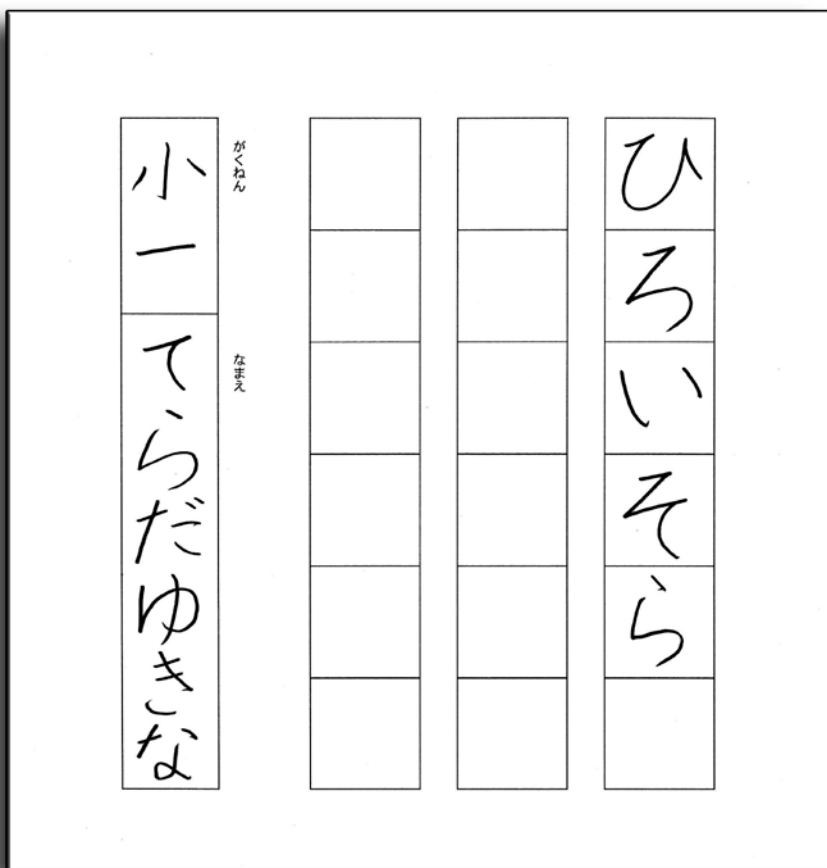 ひろいそら
がくねん
小一
なまえ
てらだゆきな